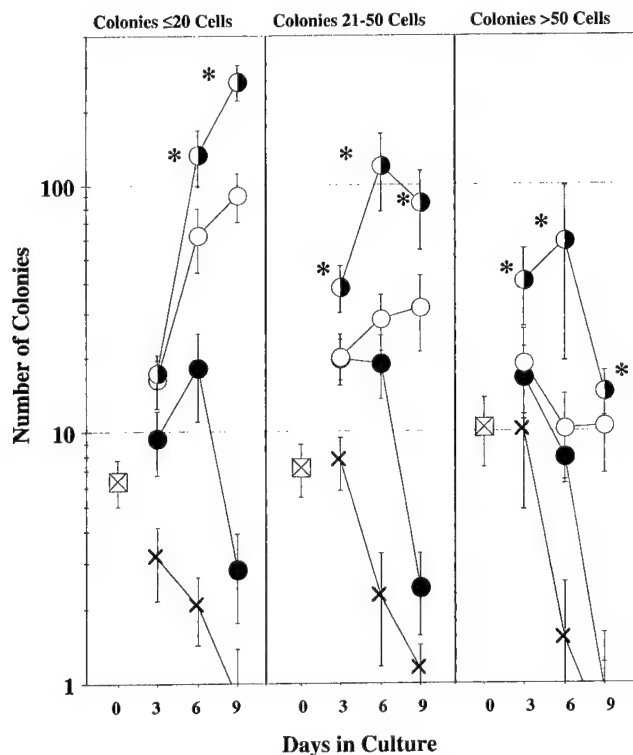 Colonies ≤20 Cells
Colonies 21-50 Cells
Colonies >50 Cells
Number of Colonies
100
10
1
*
*
*
*
*
*
*
*
0 3 6 9
0 3 6 9
0 3 6 9
Days in Culture